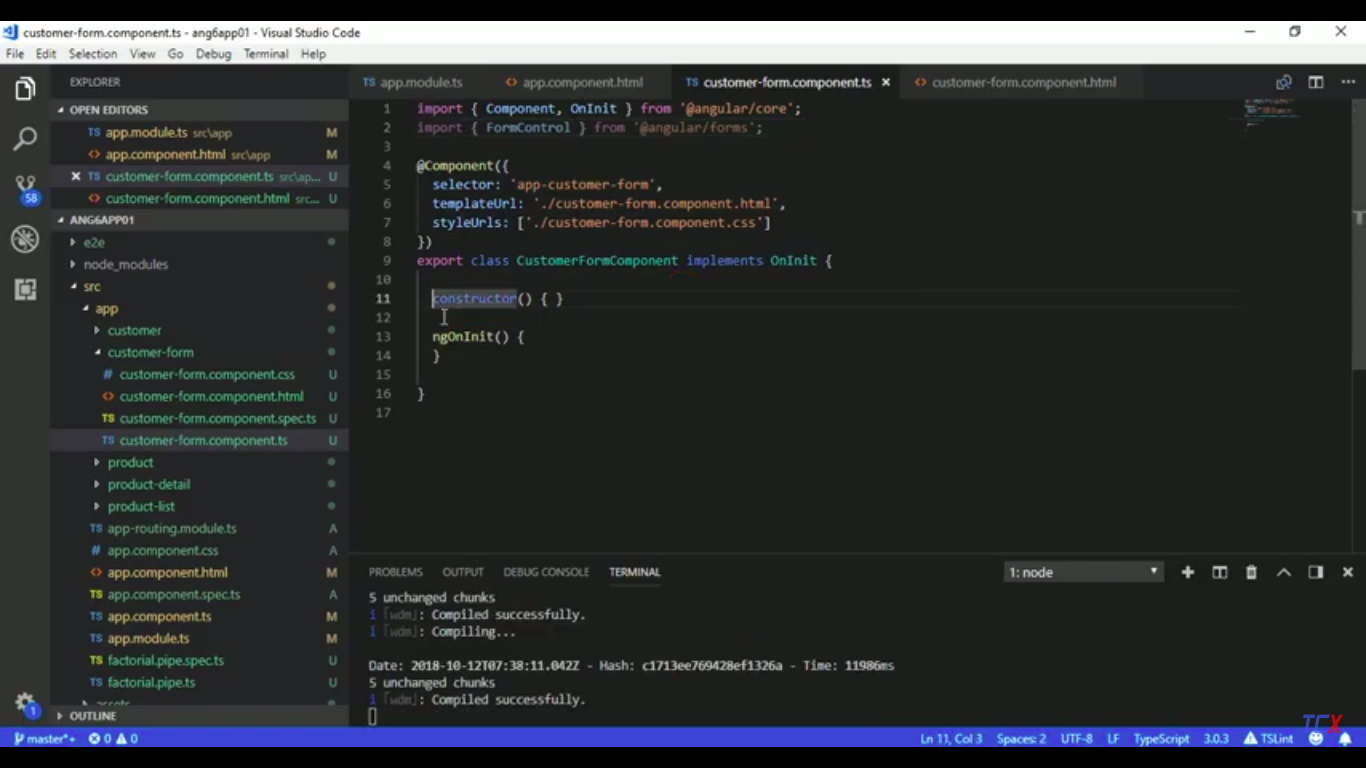 customer-form.component.ts - ang6app01 - Visual Studio Code
File Edit Selection View Go Debug Terminal Help
EXPLORER
OPEN EDITORS
TS app.module.ts src\app M
<> app.component.html src\app M
TS customer-form.component.ts src\ap... U
<> customer-form.component.html src... U
58
ANG6APP01
e2e
node_modules
src
app
customer
customer-form
# customer-form.component.css U
<> customer-form.component.html U
TS customer-form.component.spec.ts U
TS customer-form.component.ts U
product
product-detail
product-list
TS app-routing.module.ts A
# app.component.css A
<> app.component.html M
TS app.component.spec.ts A
TS app.component.ts M
TS app.module.ts M
TS factorial.pipe.spec.ts U
TS factorial.pipe.ts U
assets
OUTLINE
1
TS app.module.ts <> app.component.html TS customer-form.component.ts <> customer-form.component.html
1 import { Component, OnInit } from '@angular/core';
2 import { FormControl } from '@angular/forms';
3
4 @Component({
5 selector: 'app-customer-form',
6 templateUrl: './customer-form.component.html',
7 styleUrls: ['./customer-form.component.css']
8 })
9 export class CustomerFormComponent implements OnInit {
10
11 constructor() { }
12
13 ngOnInit() {
14 }
15
16 }
17
PROBLEMS OUTPUT DEBUG CONSOLE TERMINAL 1: node
5 unchanged chunks
i ｢wdm｣: Compiled successfully.
i ｢wdm｣: Compiling...
Date: 2018-10-12T07:38:11.042Z - Hash: c1713ee769428ef1326a - Time: 11986ms
5 unchanged chunks
i ｢wdm｣: Compiled successfully.
TCX
master*+ 0 0 Ln 11, Col 3 Spaces: 2 UTF-8 LF TypeScript 3.0.3 TSLint